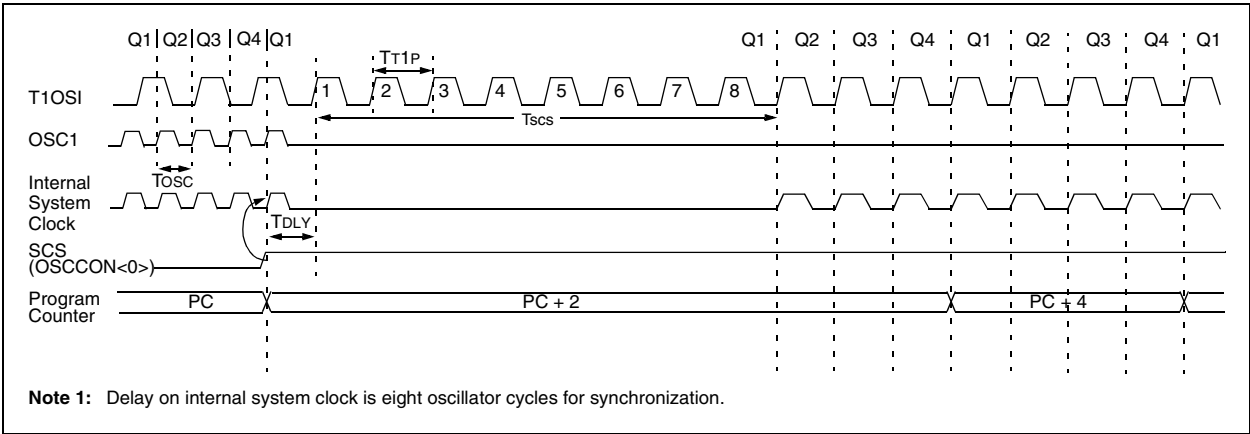 Q1 Q2 Q3 Q4 Q1 Q1 Q2 Q3 Q4 Q1 Q2 Q3 Q4 Q1
TT1P
T1OSI 1 2 3 4 5 6 7 8
TSCS
OSC1
TOSC
Internal
System
Clock
TDLY
SCS
(OSCCON<0>)
Program
Counter
PC PC + 2 PC + 4
Note 1: Delay on internal system clock is eight oscillator cycles for synchronization.